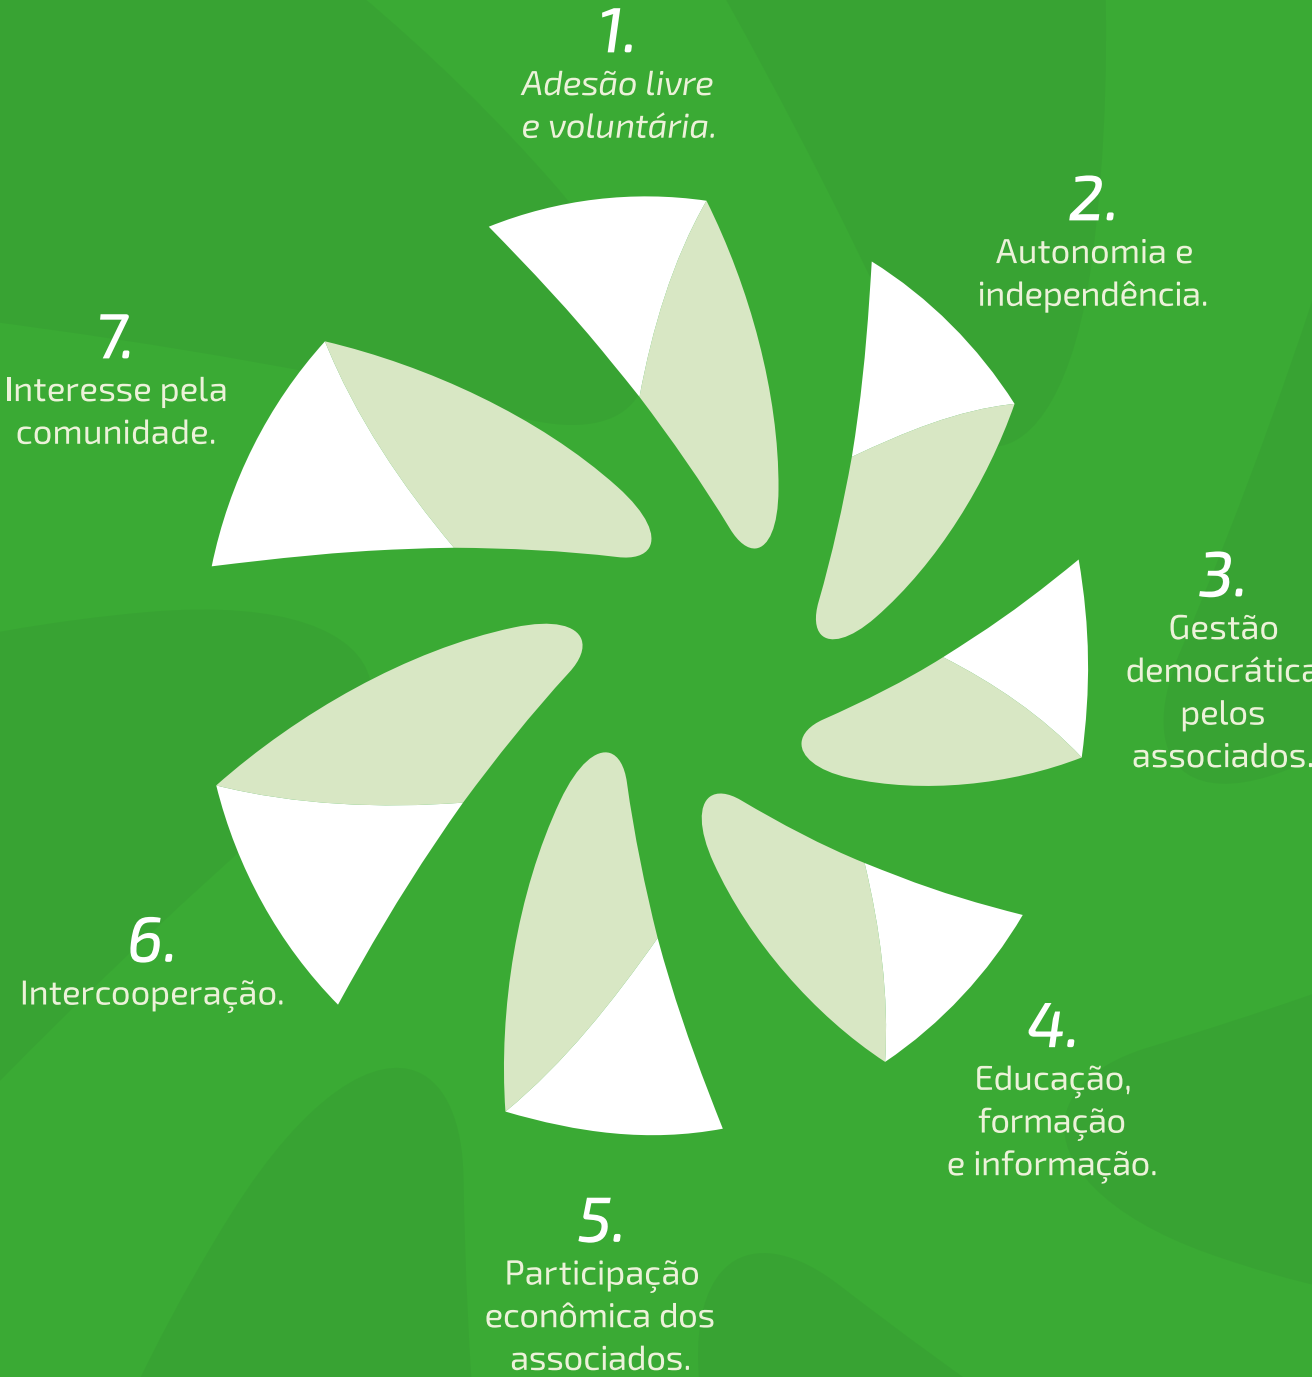 1.
Adesão livre
e voluntária.
2.
Autonomia e
independência.
3.
Gestão
democrática
pelos
associados.
4.
Educação,
formação
e informação.
5.
Participação
econômica dos
associados.
6.
Intercooperação.
7.
Interesse pela
comunidade.